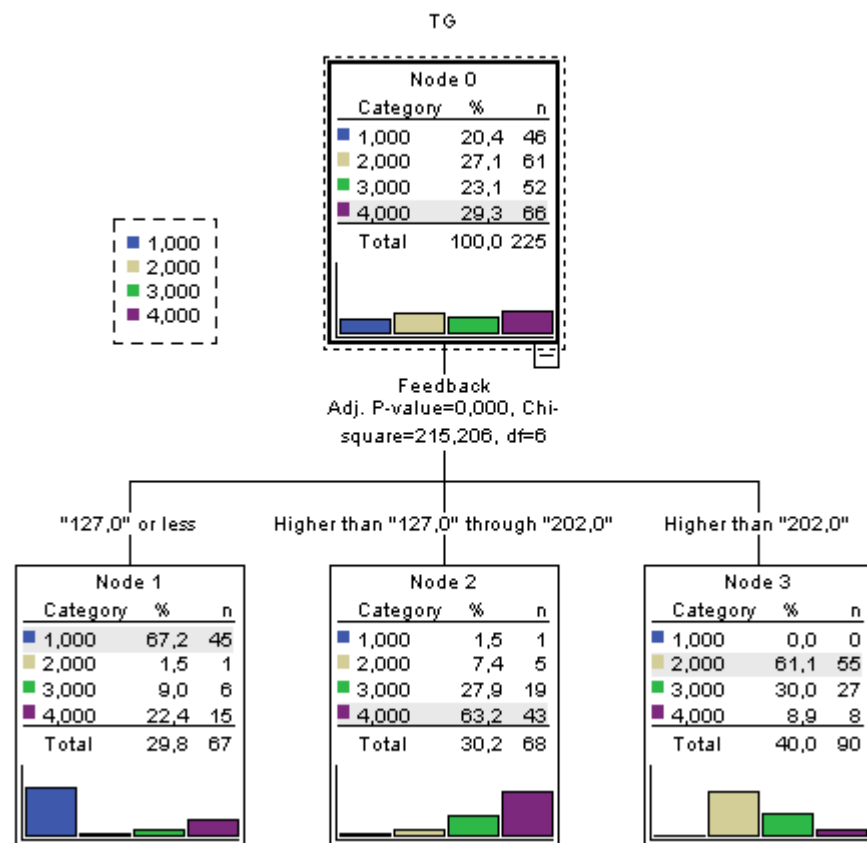 TG
Node 0
Category % n
1,000 20,4 46
2,000 27,1 61
3,000 23,1 52
4,000 29,3 66
Total 100,0 225
1,000
2,000
3,000
4,000
Feedback
Adj. P-value=0,000, Chi-
square=215,206, df=6
"127,0" or less
Higher than "127,0" through "202,0"
Higher than "202,0"
Node 1
Category % n
1,000 67,2 45
2,000 1,5 1
3,000 9,0 6
4,000 22,4 15
Total 29,8 67
Node 2
Category % n
1,000 1,5 1
2,000 7,4 5
3,000 27,9 19
4,000 63,2 43
Total 30,2 68
Node 3
Category % n
1,000 0,0 0
2,000 61,1 55
3,000 30,0 27
4,000 8,9 8
Total 40,0 90